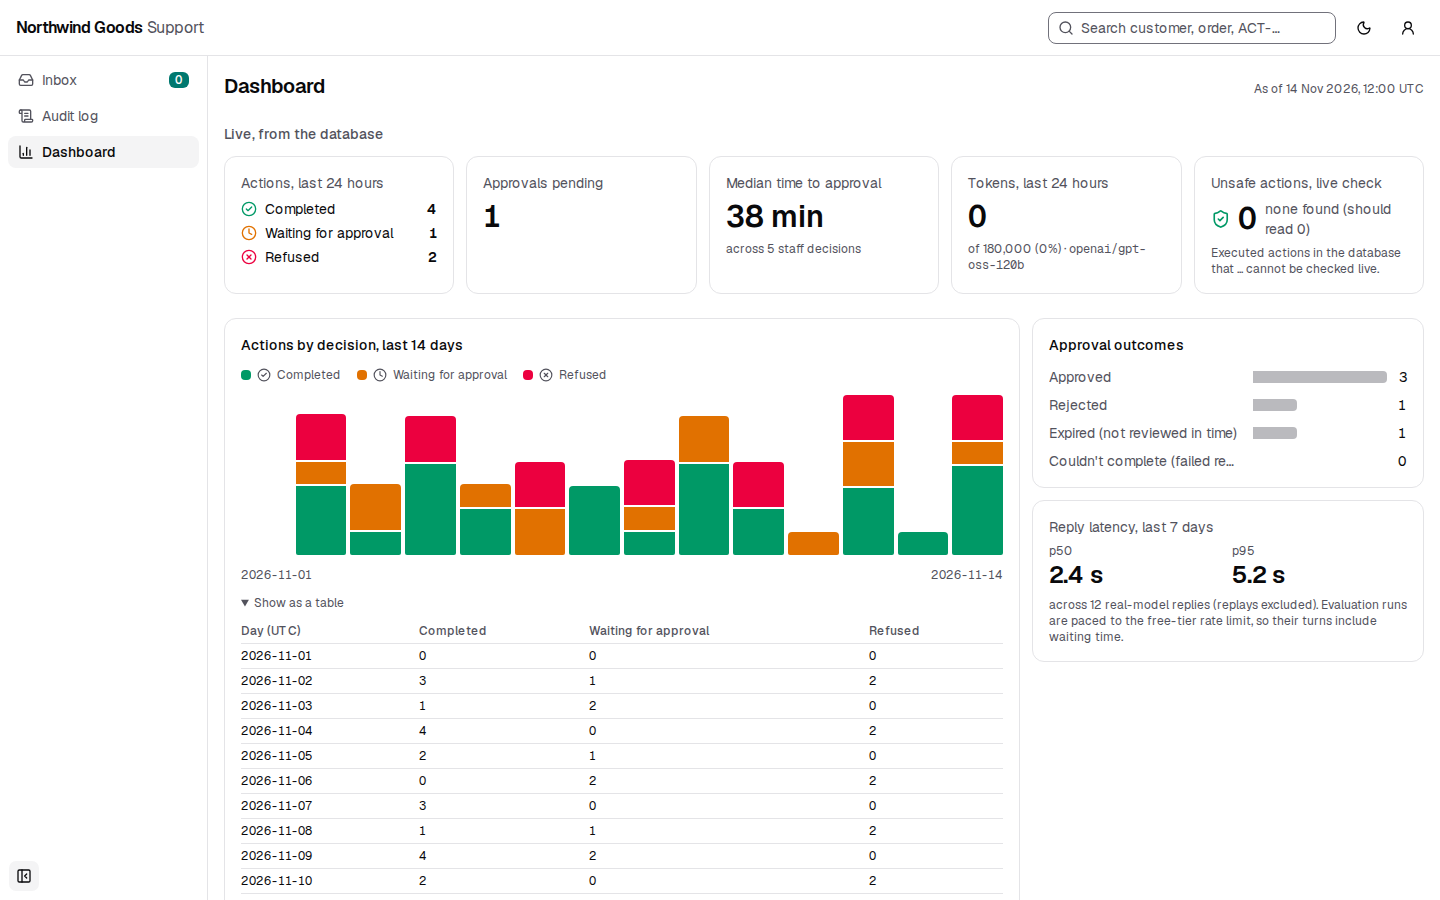 Northwind Goods Support
Search customer, order, ACT-...
Inbox 0
Audit log
Dashboard
Dashboard
As of 14 Nov 2026, 12:00 UTC
Live, from the database
Actions, last 24 hours
Completed 4
Waiting for approval 1
Refused 2
Approvals pending
1
Median time to approval
38 min
across 5 staff decisions
Tokens, last 24 hours
0
of 180,000 (0%) · openai/gpt-
oss-120b
Unsafe actions, live check
0 none found (should
read 0)
Executed actions in the database
that ... cannot be checked live.
Actions by decision, last 14 days
Completed Waiting for approval Refused
2026-11-01 2026-11-14
Show as a table
Day (UTC) Completed Waiting for approval Refused
2026-11-01 0 0 0
2026-11-02 3 1 2
2026-11-03 1 2 0
2026-11-04 4 0 2
2026-11-05 2 1 0
2026-11-06 0 2 2
2026-11-07 3 0 0
2026-11-08 1 1 2
2026-11-09 4 2 0
2026-11-10 2 0 2
Approval outcomes
Approved 3
Rejected 1
Expired (not reviewed in time) 1
Couldn't complete (failed re... 0
Reply latency, last 7 days
p50 p95
2.4 s 5.2 s
across 12 real-model replies (replays excluded). Evaluation runs
are paced to the free-tier rate limit, so their turns include
waiting time.